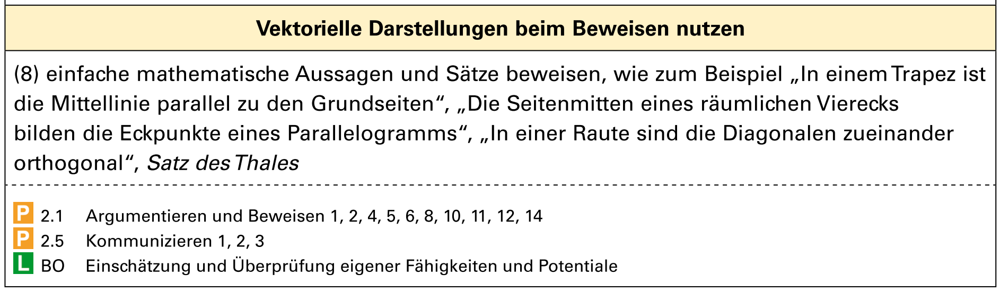 Vektorielle Darstellungen beim Beweisen nutzen
(8) einfache mathematische Aussagen und Sätze beweisen, wie zum Beispiel „In einem Trapez ist
die Mittellinie parallel zu den Grundseiten“, „Die Seitenmitten eines räumlichen Vierecks
bilden die Eckpunkte eines Parallelogramms“, „In einer Raute sind die Diagonalen zueinander
orthogonal“, Satz des Thales
P 2.1 Argumentieren und Beweisen 1, 2, 4, 5, 6, 8, 10, 11, 12, 14
P 2.5 Kommunizieren 1, 2, 3
L BO Einschätzung und Überprüfung eigener Fähigkeiten und Potentiale